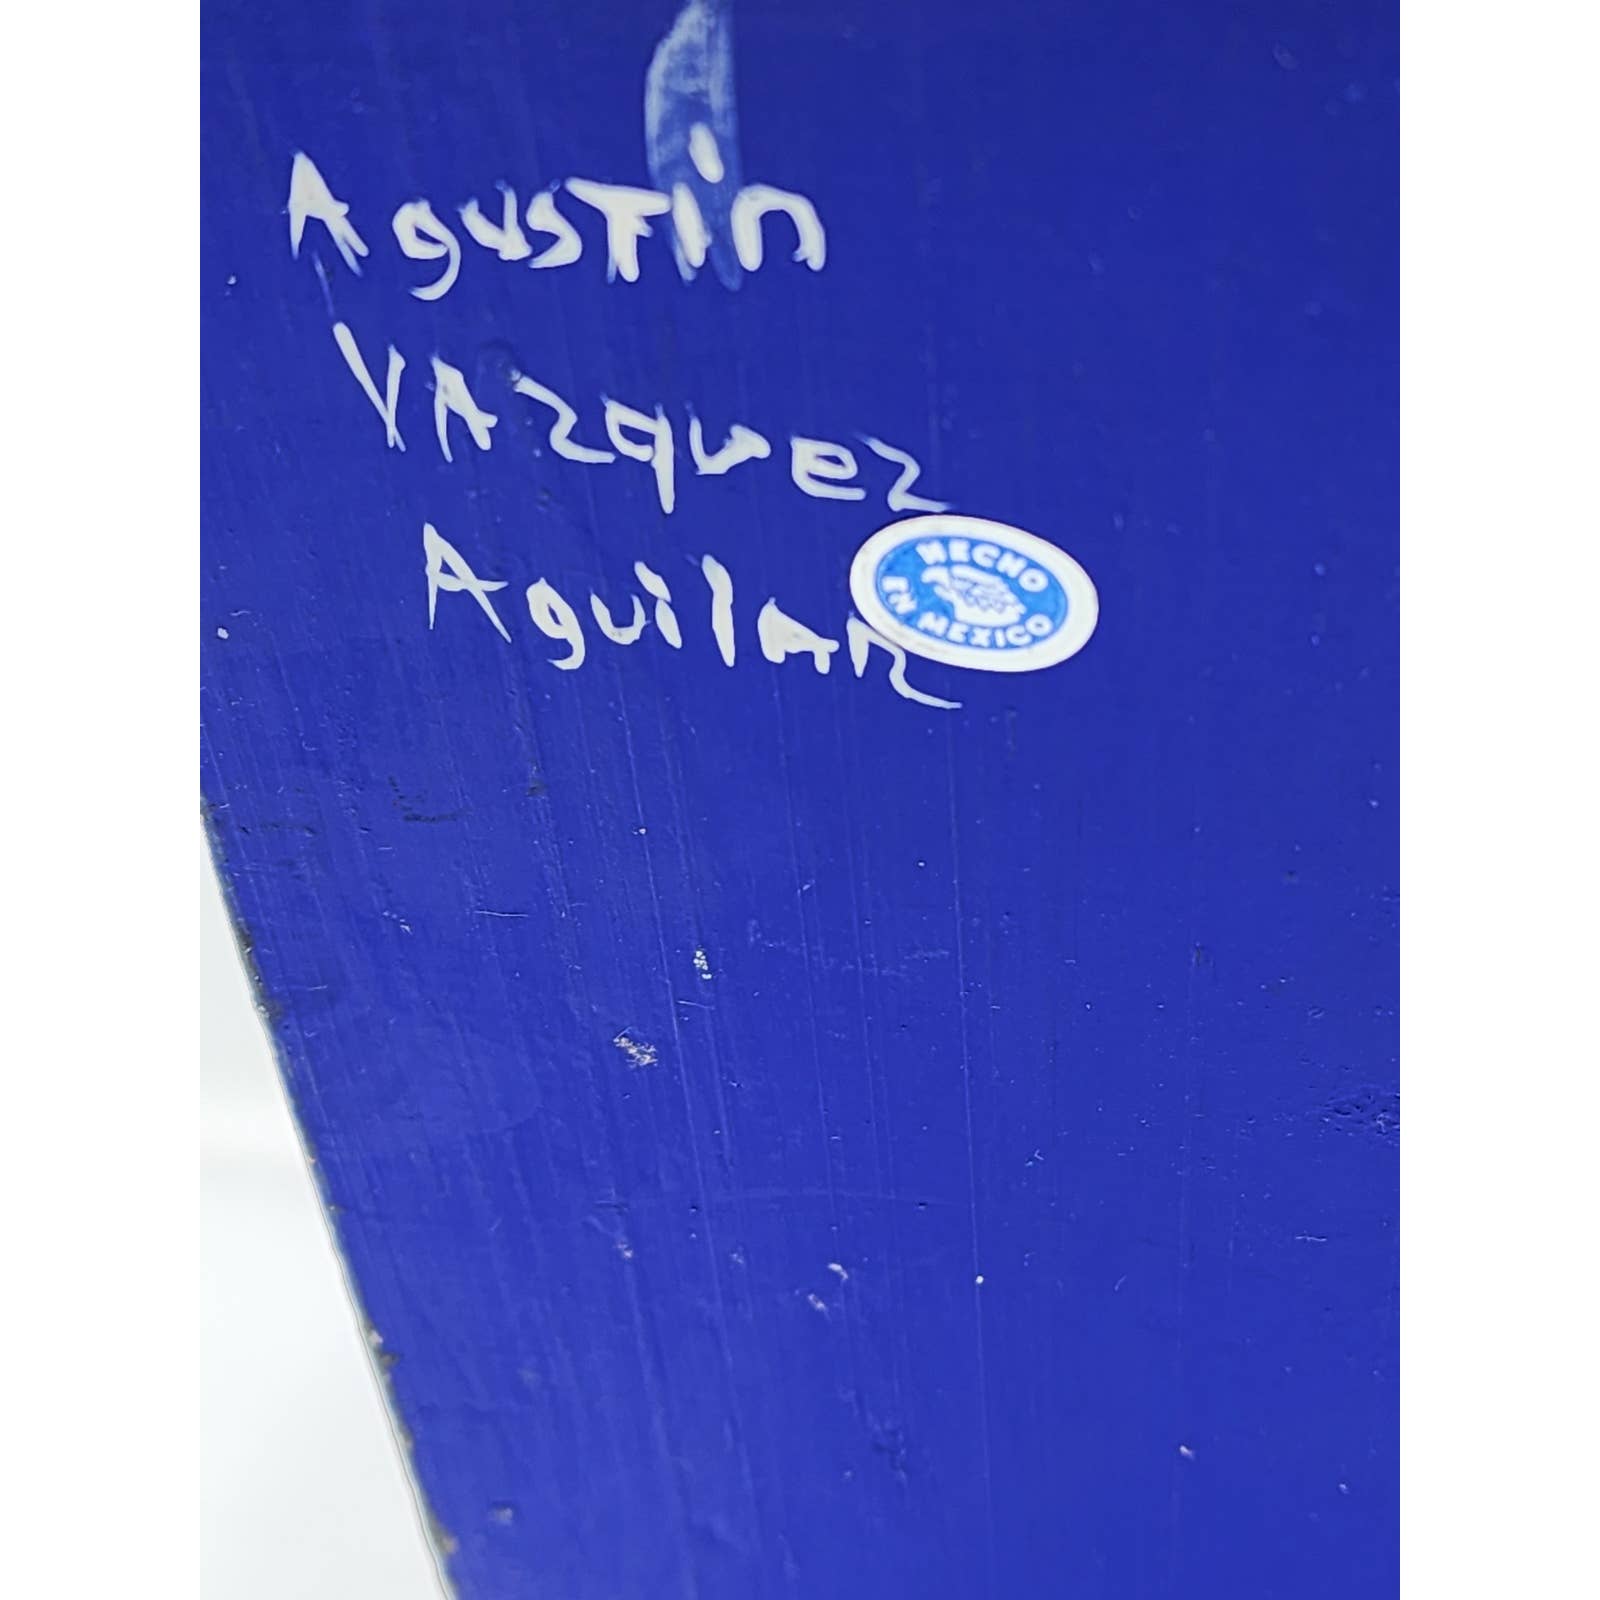 AgusTin
VAzquez
AguilAR
HECHO
EN MEXICO